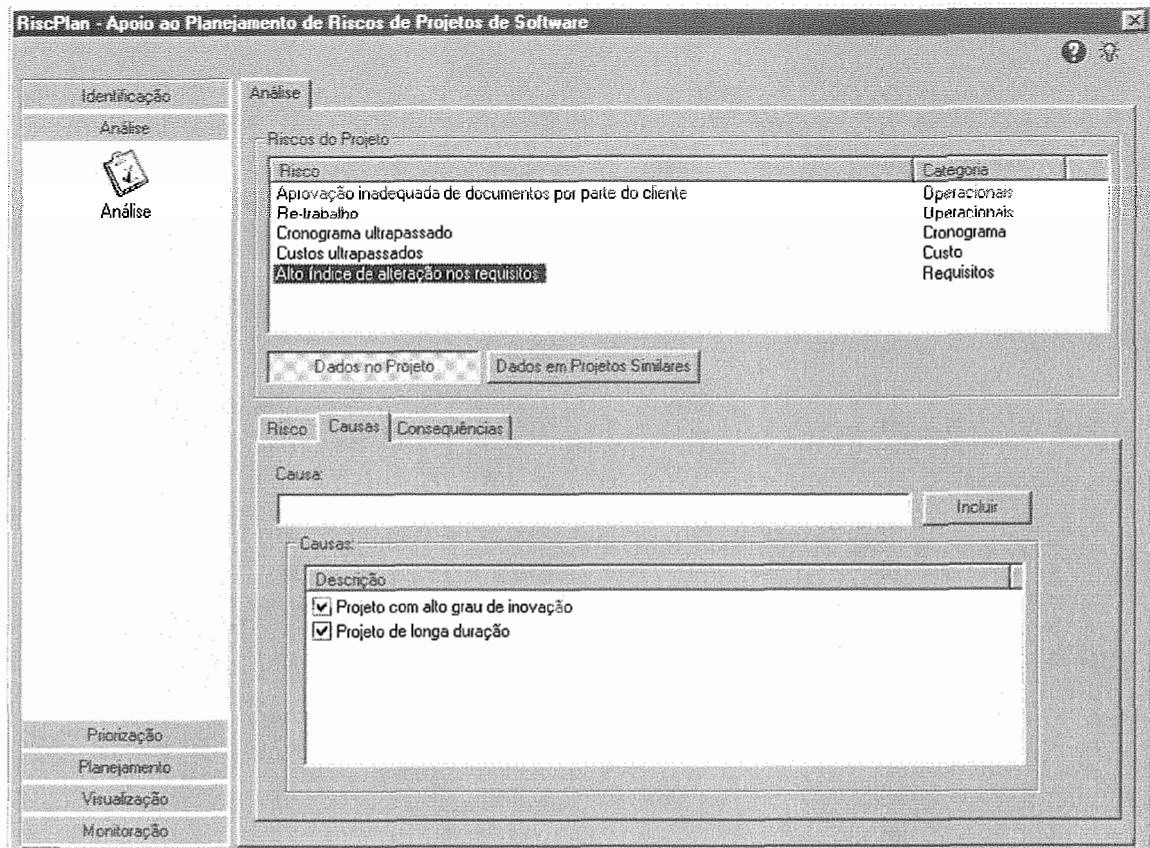 RiscPlan - Apoio ao Planejamento de Riscos de Projetos de Software
Identificação
Análise
Análise
Priorização
Planejamento
Visualização
Monitoração
Análise
Riscos do Projeto
Risco Categoria
Aprovação inadequada de documentos por parte do cliente Operacionais
Re-trabalho Operacionais
Cronograma ultrapassado Cronograma
Custos ultrapassados Custo
Alto índice de alteração nos requisitos Requisitos
Dados no Projeto Dados em Projetos Similares
Risco Causas Consequências
Causa:
Incluir
Causas:
Descrição
Projeto com alto grau de inovação
Projeto de longa duração